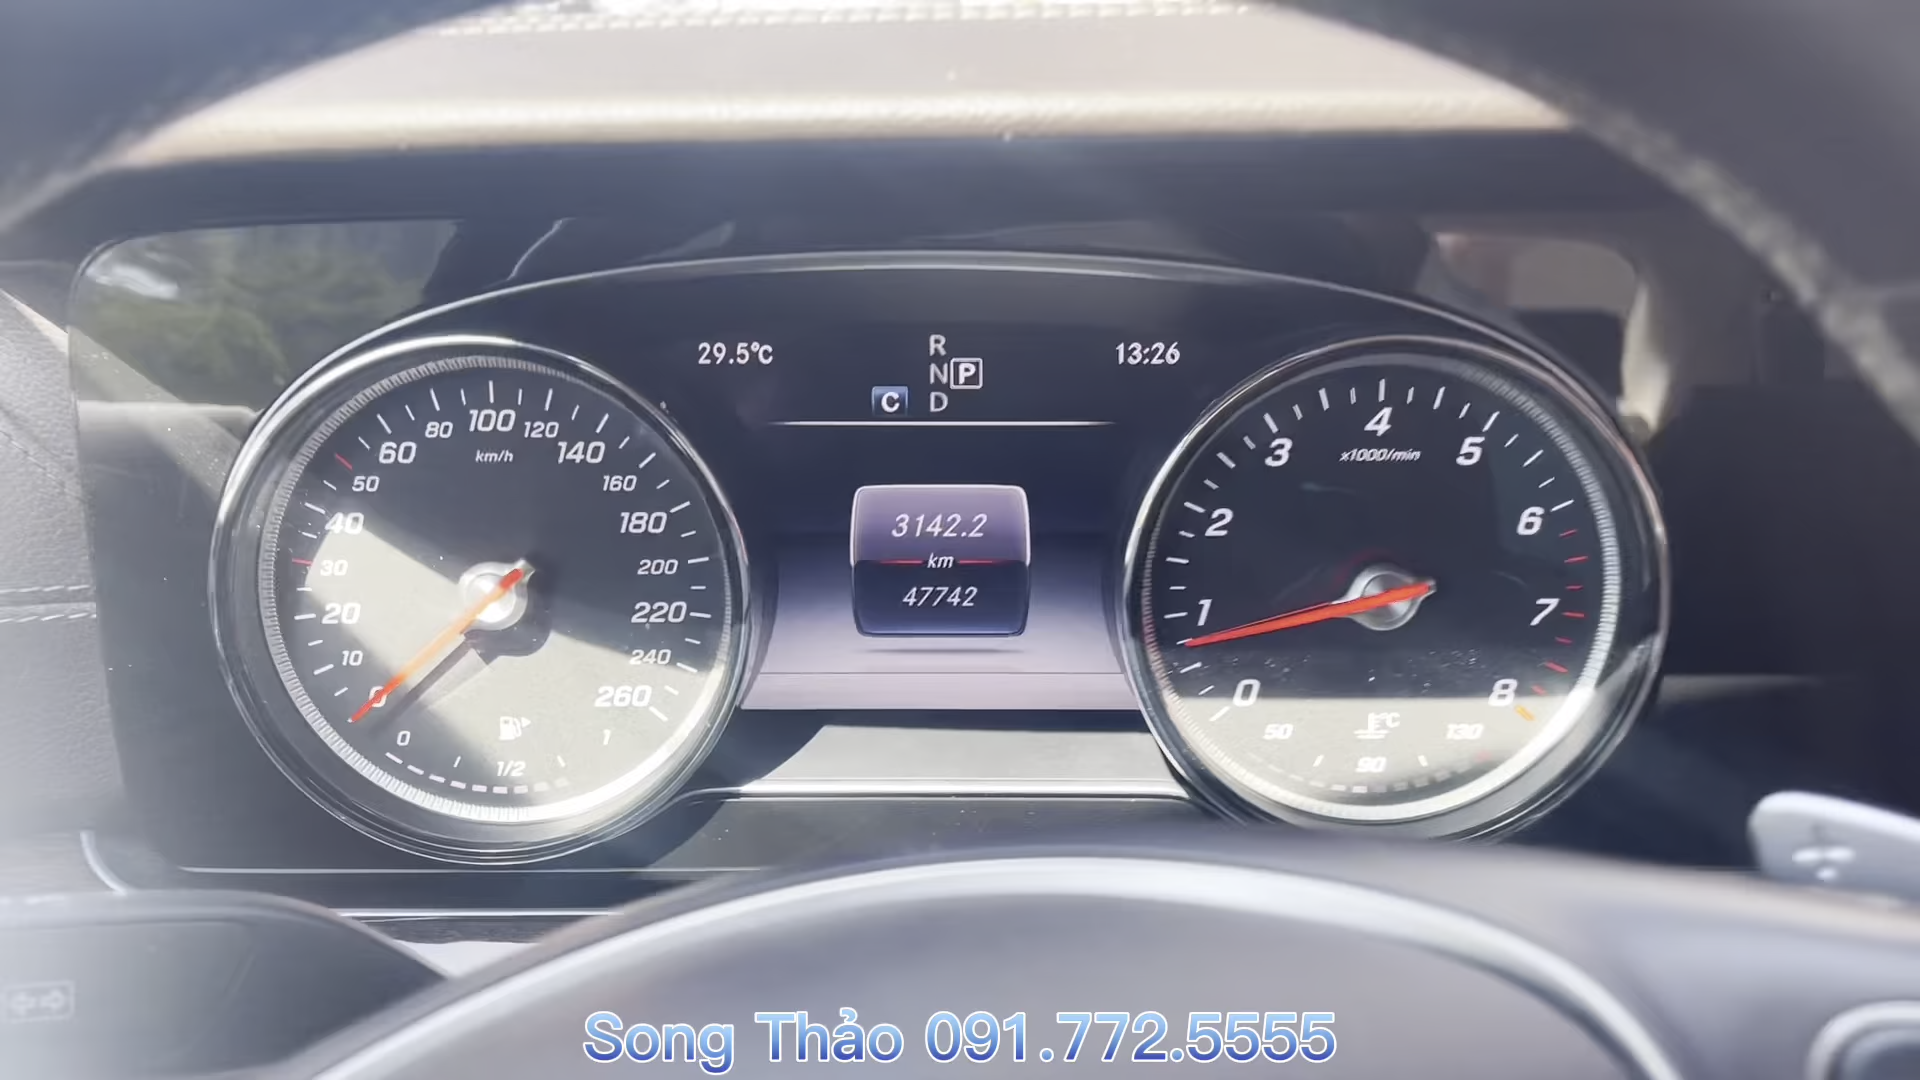 29.5°C
R
N P
C D
13:26
100
80 120
60 140
km/h
50 160
40 180
30 200
20 220
10 240
0 260
0 1
1/2
3142.2
km
47742
4
3 5
x1000/min
2 6
1 7
0 8
°C
50 130
90
Song Thảo 091.772.5555